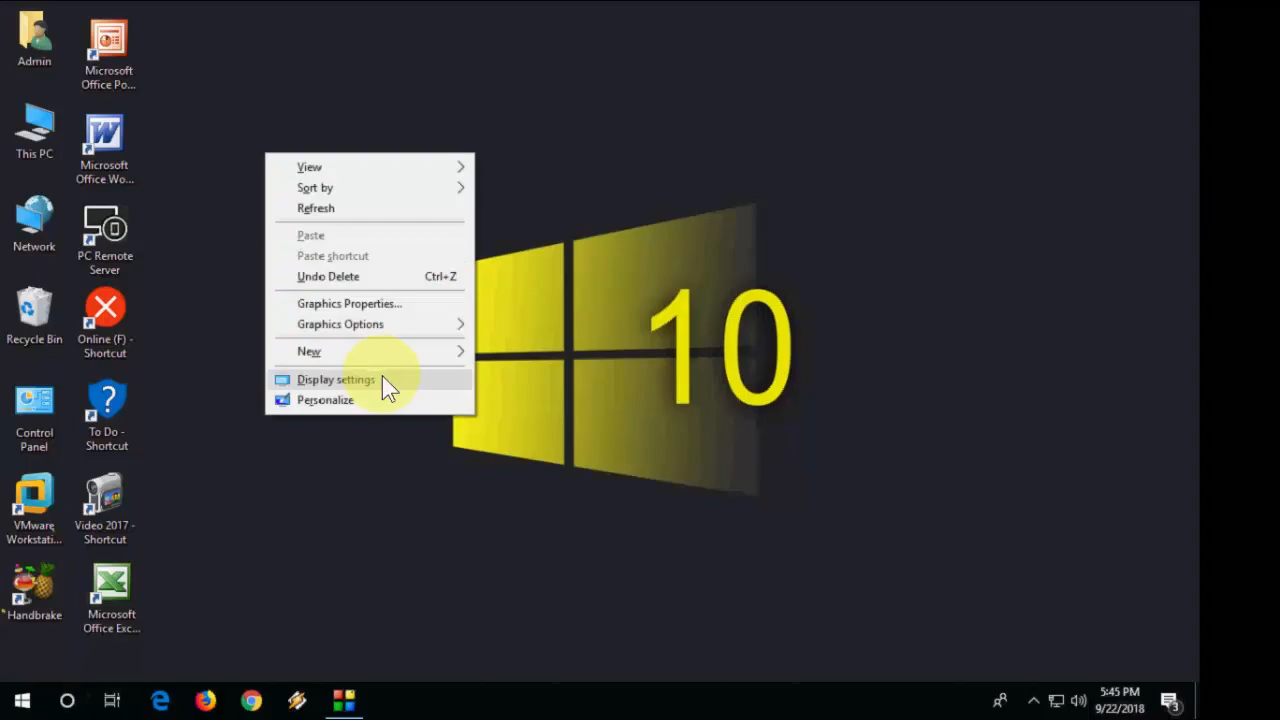 Admin
Microsoft
Office Po...
This PC
Microsoft
Office Wo...
Network
PC Remote
Server
Recycle Bin
Online (F) -
Shortcut
Control
Panel
To Do -
Shortcut
VMware
Workstati...
Video 2017 -
Shortcut
Handbrake
Microsoft
Office Exc...
View
Sort by
Refresh
Paste
Paste shortcut
Undo Delete Ctrl+Z
Graphics Properties...
Graphics Options
New
Display settings
Personalize
10
5:45 PM
9/22/2018
3